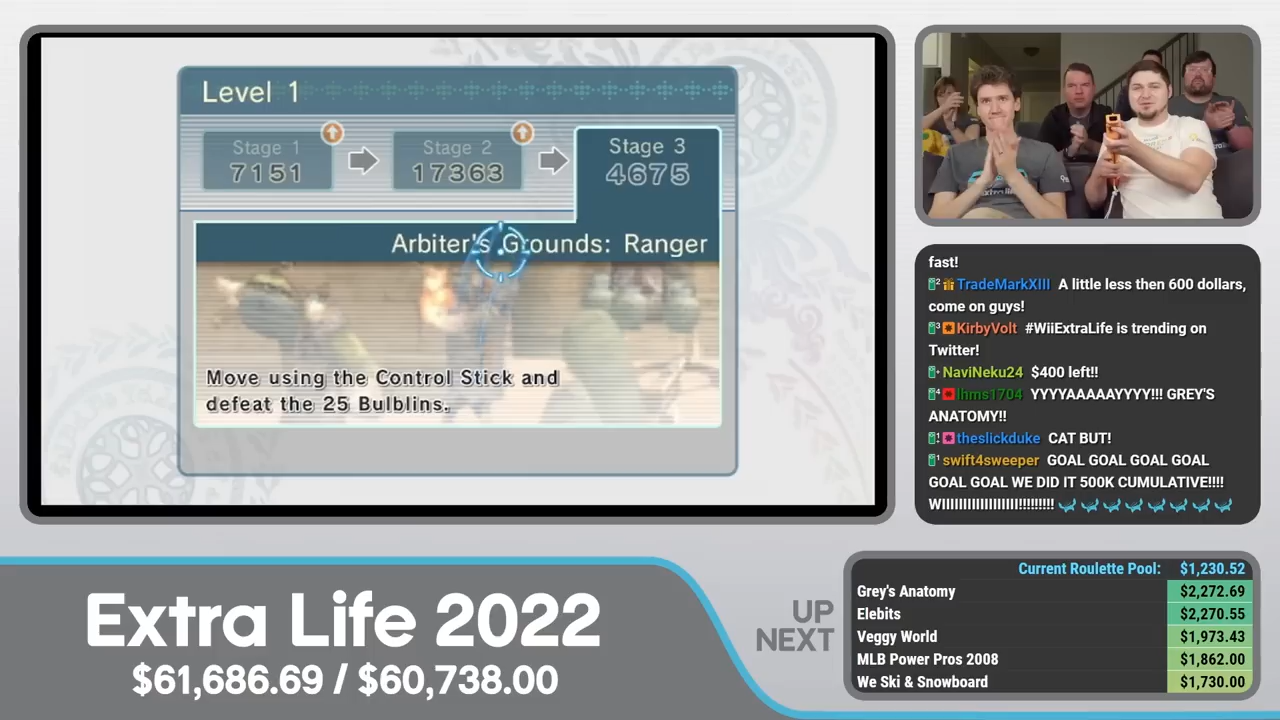 Level 1
Stage 1
7151
Stage 2
17363
Stage 3
4675
Arbiter's Grounds: Ranger
Move using the Control Stick and
defeat the 25 Bulblins.
fast!
TradeMarkXIII A little less then 600 dollars,
come on guys!
KirbyVolt #WiiExtraLife is trending on
Twitter!
NaviNeku24 $400 left!!
lhms1704 YYYYAAAAAYYYY!!! GREY'S
ANATOMY!!
theslickduke CAT BUT!
swift4sweeper GOAL GOAL GOAL GOAL
GOAL GOAL WE DID IT 500K CUMULATIVE!!!!
WIIIIIIIIIIIIIIIIII!!!!!!!!!
Extra Life 2022
$61,686.69 / $60,738.00
UP
NEXT
Current Roulette Pool: $1,230.52
Grey's Anatomy $2,272.69
Elebits $2,270.55
Veggy World $1,973.43
MLB Power Pros 2008 $1,862.00
We Ski & Snowboard $1,730.00